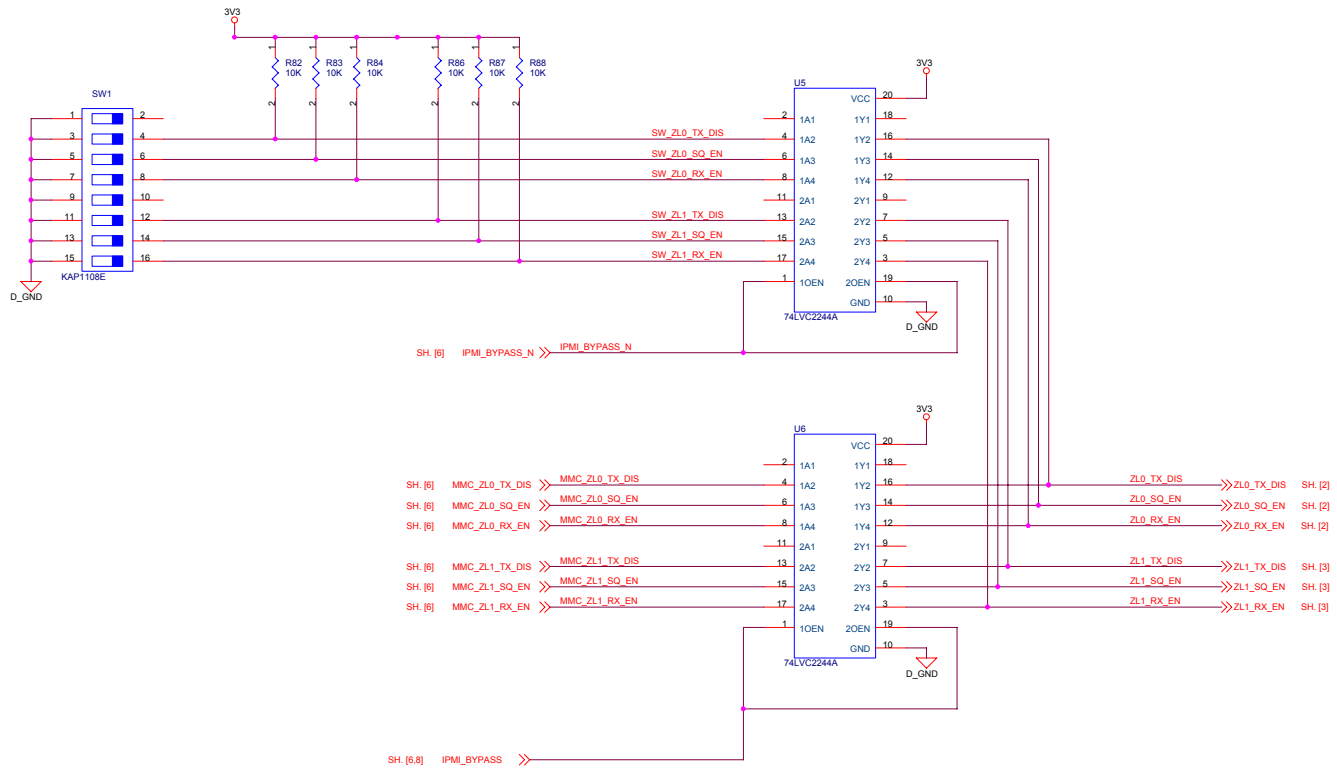 3V3
1 1 1 1 1 1
R82 R83 R84 R86 R87 R88
10K 10K 10K 10K 10K 10K
2 2 2 2 2 2
SW1
1 2
3 4
5 6
7 8
9 10
11 12
13 14
15 16
KAP1108E
D_GND
SW_ZL0_TX_DIS
SW_ZL0_SQ_EN
SW_ZL0_RX_EN
SW_ZL1_TX_DIS
SW_ZL1_SQ_EN
SW_ZL1_RX_EN
3V3
U5
VCC 20
2 1A1 1Y1 18
4 1A2 1Y2 16
6 1A3 1Y3 14
8 1A4 1Y4 12
11 2A1 2Y1 9
13 2A2 2Y2 7
15 2A3 2Y3 5
17 2A4 2Y4 3
1 1OEN 2OEN 19
GND 10
74LVC2244A
D_GND
SH. [6] IPMI_BYPASS_N IPMI_BYPASS_N
3V3
U6
VCC 20
2 1A1 1Y1 18
SH. [6] MMC_ZL0_TX_DIS MMC_ZL0_TX_DIS 4 1A2 1Y2 16 ZL0_TX_DIS ZL0_TX_DIS SH. [2]
SH. [6] MMC_ZL0_SQ_EN MMC_ZL0_SQ_EN 6 1A3 1Y3 14 ZL0_SQ_EN ZL0_SQ_EN SH. [2]
SH. [6] MMC_ZL0_RX_EN MMC_ZL0_RX_EN 8 1A4 1Y4 12 ZL0_RX_EN ZL0_RX_EN SH. [2]
11 2A1 2Y1 9
SH. [6] MMC_ZL1_TX_DIS MMC_ZL1_TX_DIS 13 2A2 2Y2 7 ZL1_TX_DIS ZL1_TX_DIS SH. [3]
SH. [6] MMC_ZL1_SQ_EN MMC_ZL1_SQ_EN 15 2A3 2Y3 5 ZL1_SQ_EN ZL1_SQ_EN SH. [3]
SH. [6] MMC_ZL1_RX_EN MMC_ZL1_RX_EN 17 2A4 2Y4 3 ZL1_RX_EN ZL1_RX_EN SH. [3]
1 1OEN 2OEN 19
GND 10
74LVC2244A
D_GND
SH. [6,8] IPMI_BYPASS